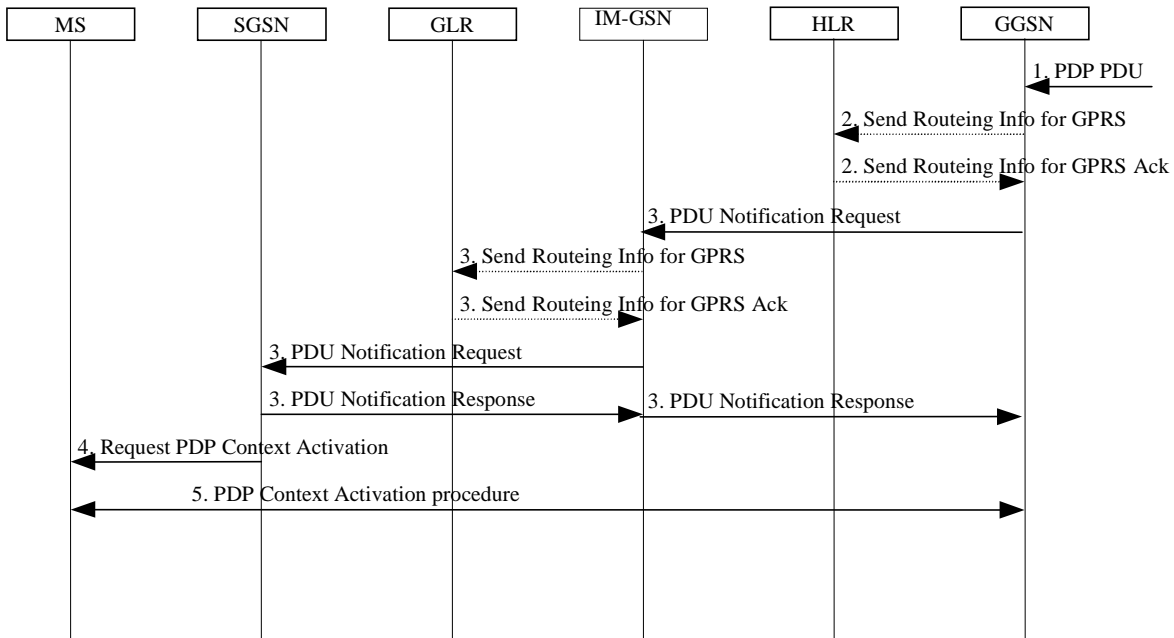 MS
SGSN
GLR
IM-GSN
HLR
GGSN
1. PDP PDU
2. Send Routeing Info for GPRS
2. Send Routeing Info for GPRS Ack
3. PDU Notification Request
3. Send Routeing Info for GPRS
3. Send Routeing Info for GPRS Ack
3. PDU Notification Request
3. PDU Notification Response
3. PDU Notification Response
4. Request PDP Context Activation
5. PDP Context Activation procedure